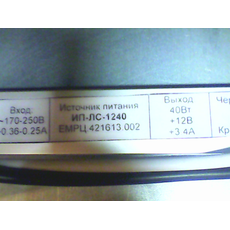 Вход
~170-250В
0.38-0.25А
Источник питания
ИП-ЛС-1240
ЕМРЦ.421613.002
Выход
40Вт
+12В
+3.4А